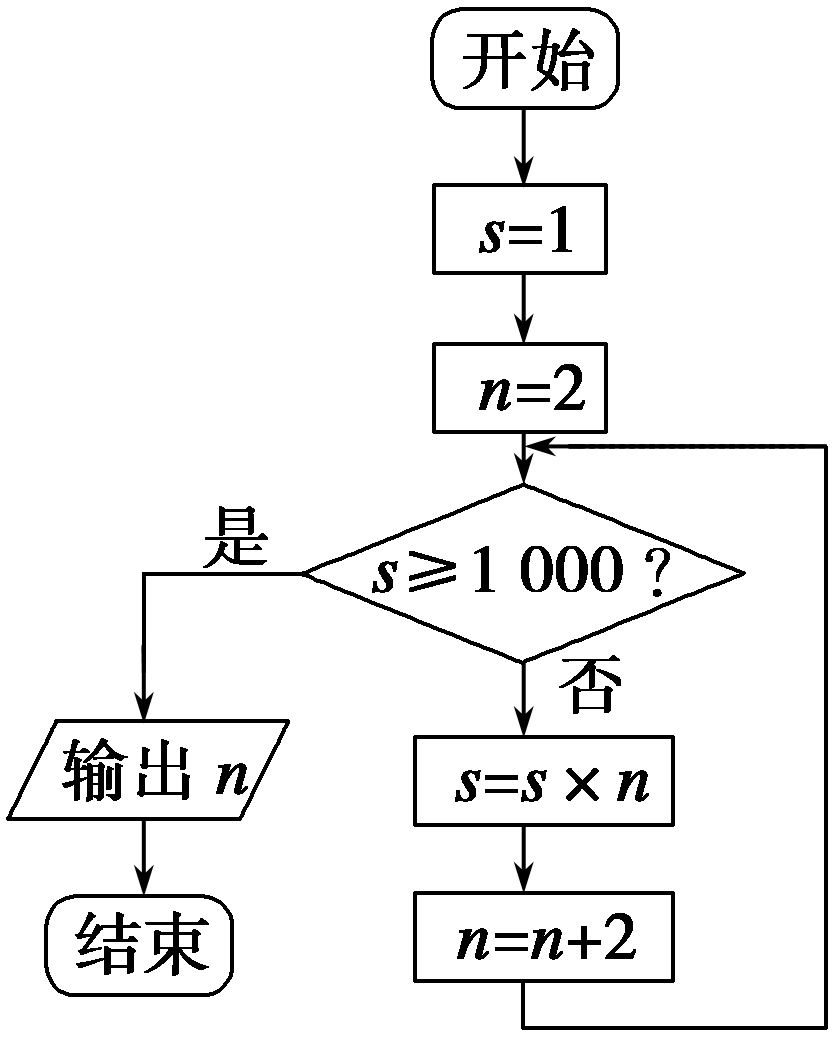 开始
s=1
n=2
是
s≥1 000？
否
输出 n
s=s×n
结束
n=n+2